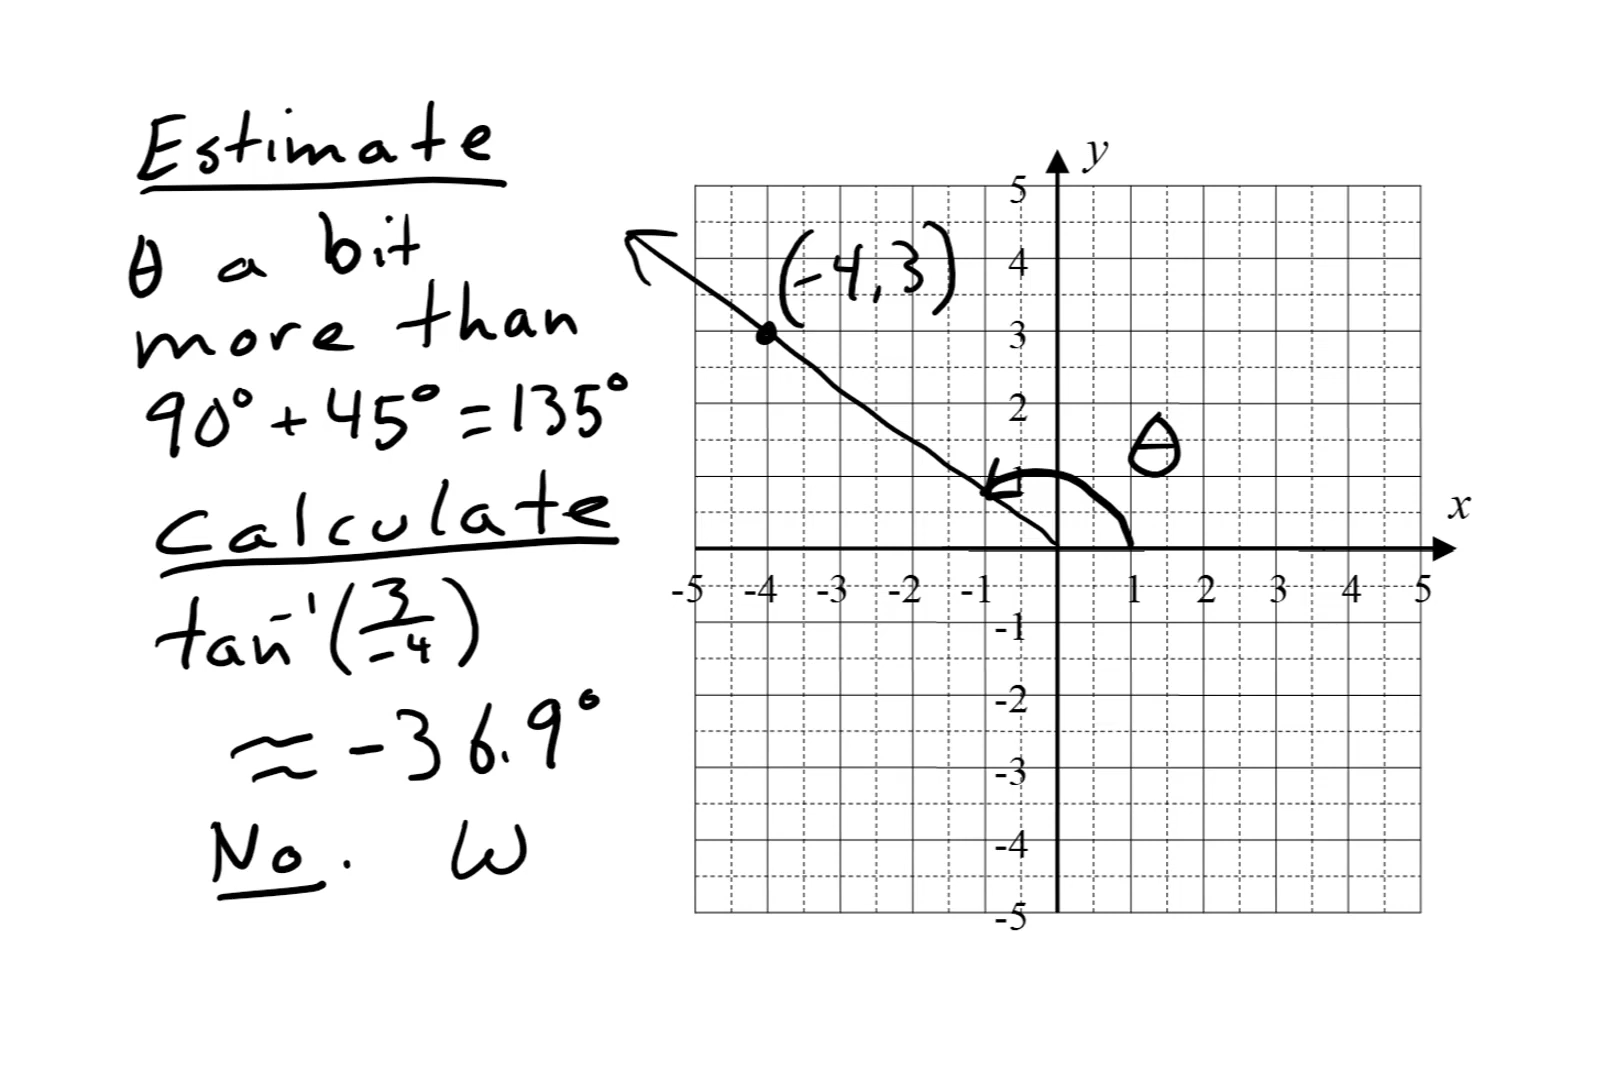 Estimate
θ a bit
more than
90° + 45° = 135°
Calculate
tan⁻¹(3/-4)
≈ -36.9°
No. W
y
5
(-4,3)
4
3
2
θ
1
x
-5 -4 -3 -2 -1 1 2 3 4 5
-1
-2
-3
-4
-5